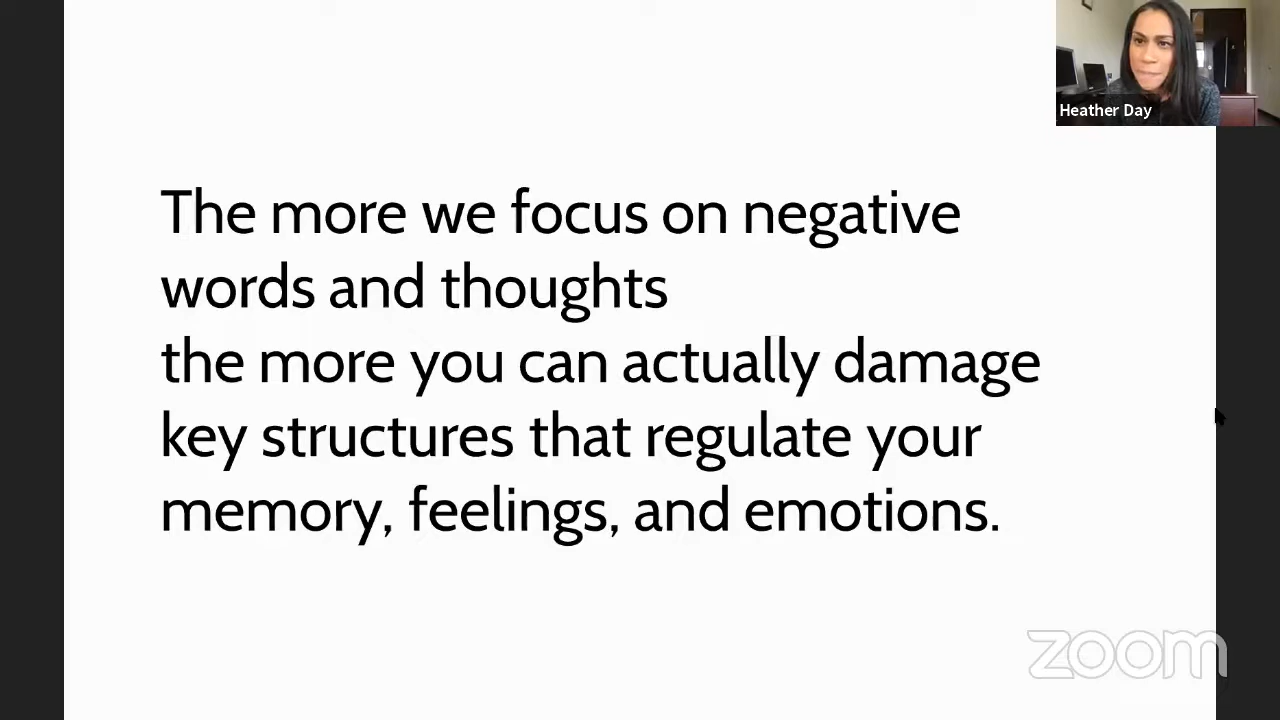 Heather Day
The more we focus on negative
words and thoughts
the more you can actually damage
key structures that regulate your
memory, feelings, and emotions.
zoom